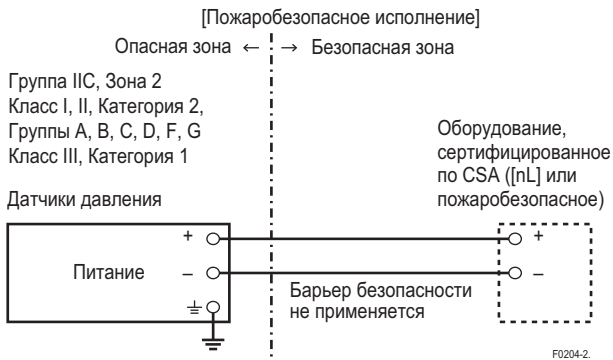 [Пожаробезопасное исполнение]
Опасная зона ← → Безопасная зона
Группа IIC, Зона 2
Класс I, II, Категория 2,
Группы A, B, C, D, F, G
Класс III, Категория 1
Оборудование,
сертифицированное
по CSA ([nL] или
пожаробезопасное)
Датчики давления
+
+
Питание
–
–
Барьер безопасности
не применяется
F0204-2.